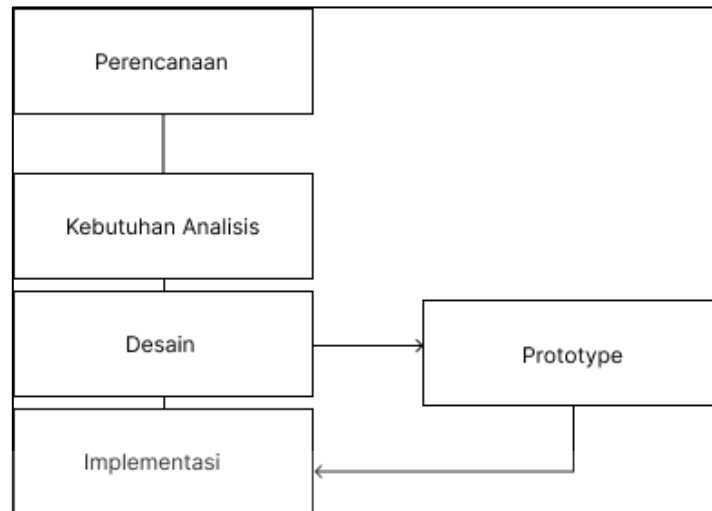 Perencanaan
Kebutuhan Analisis
Desain
Prototype
Implementasi